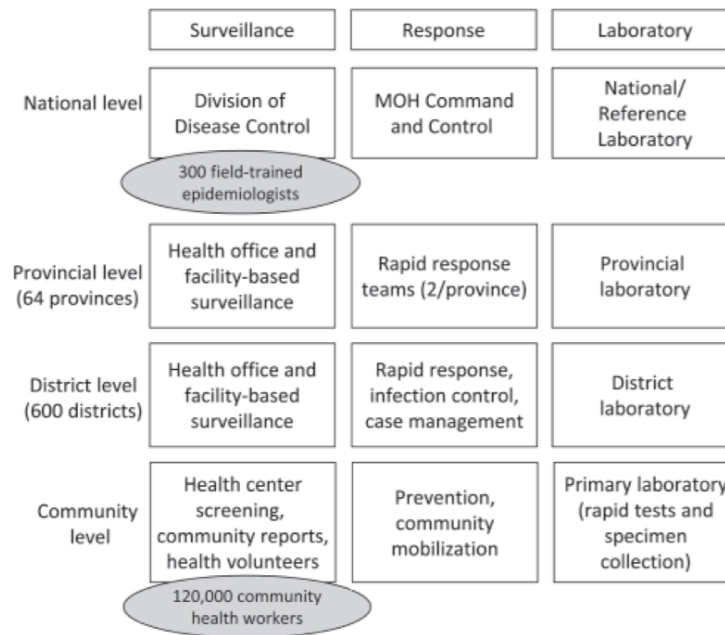 Surveillance
Response
Laboratory
National level
Division of
Disease Control
MOH Command
and Control
National/
Reference
Laboratory
300 field-trained
epidemiologists
Provincial level
(64 provinces)
Health office and
facility-based
surveillance
Rapid response
teams (2/province)
Provincial
laboratory
District level
(600 districts)
Health office and
facility-based
surveillance
Rapid response,
infection control,
case management
District
laboratory
Community
level
Health center
screening,
community reports,
health volunteers
Prevention,
community
mobilization
Primary laboratory
(rapid tests and
specimen
collection)
120,000 community
health workers